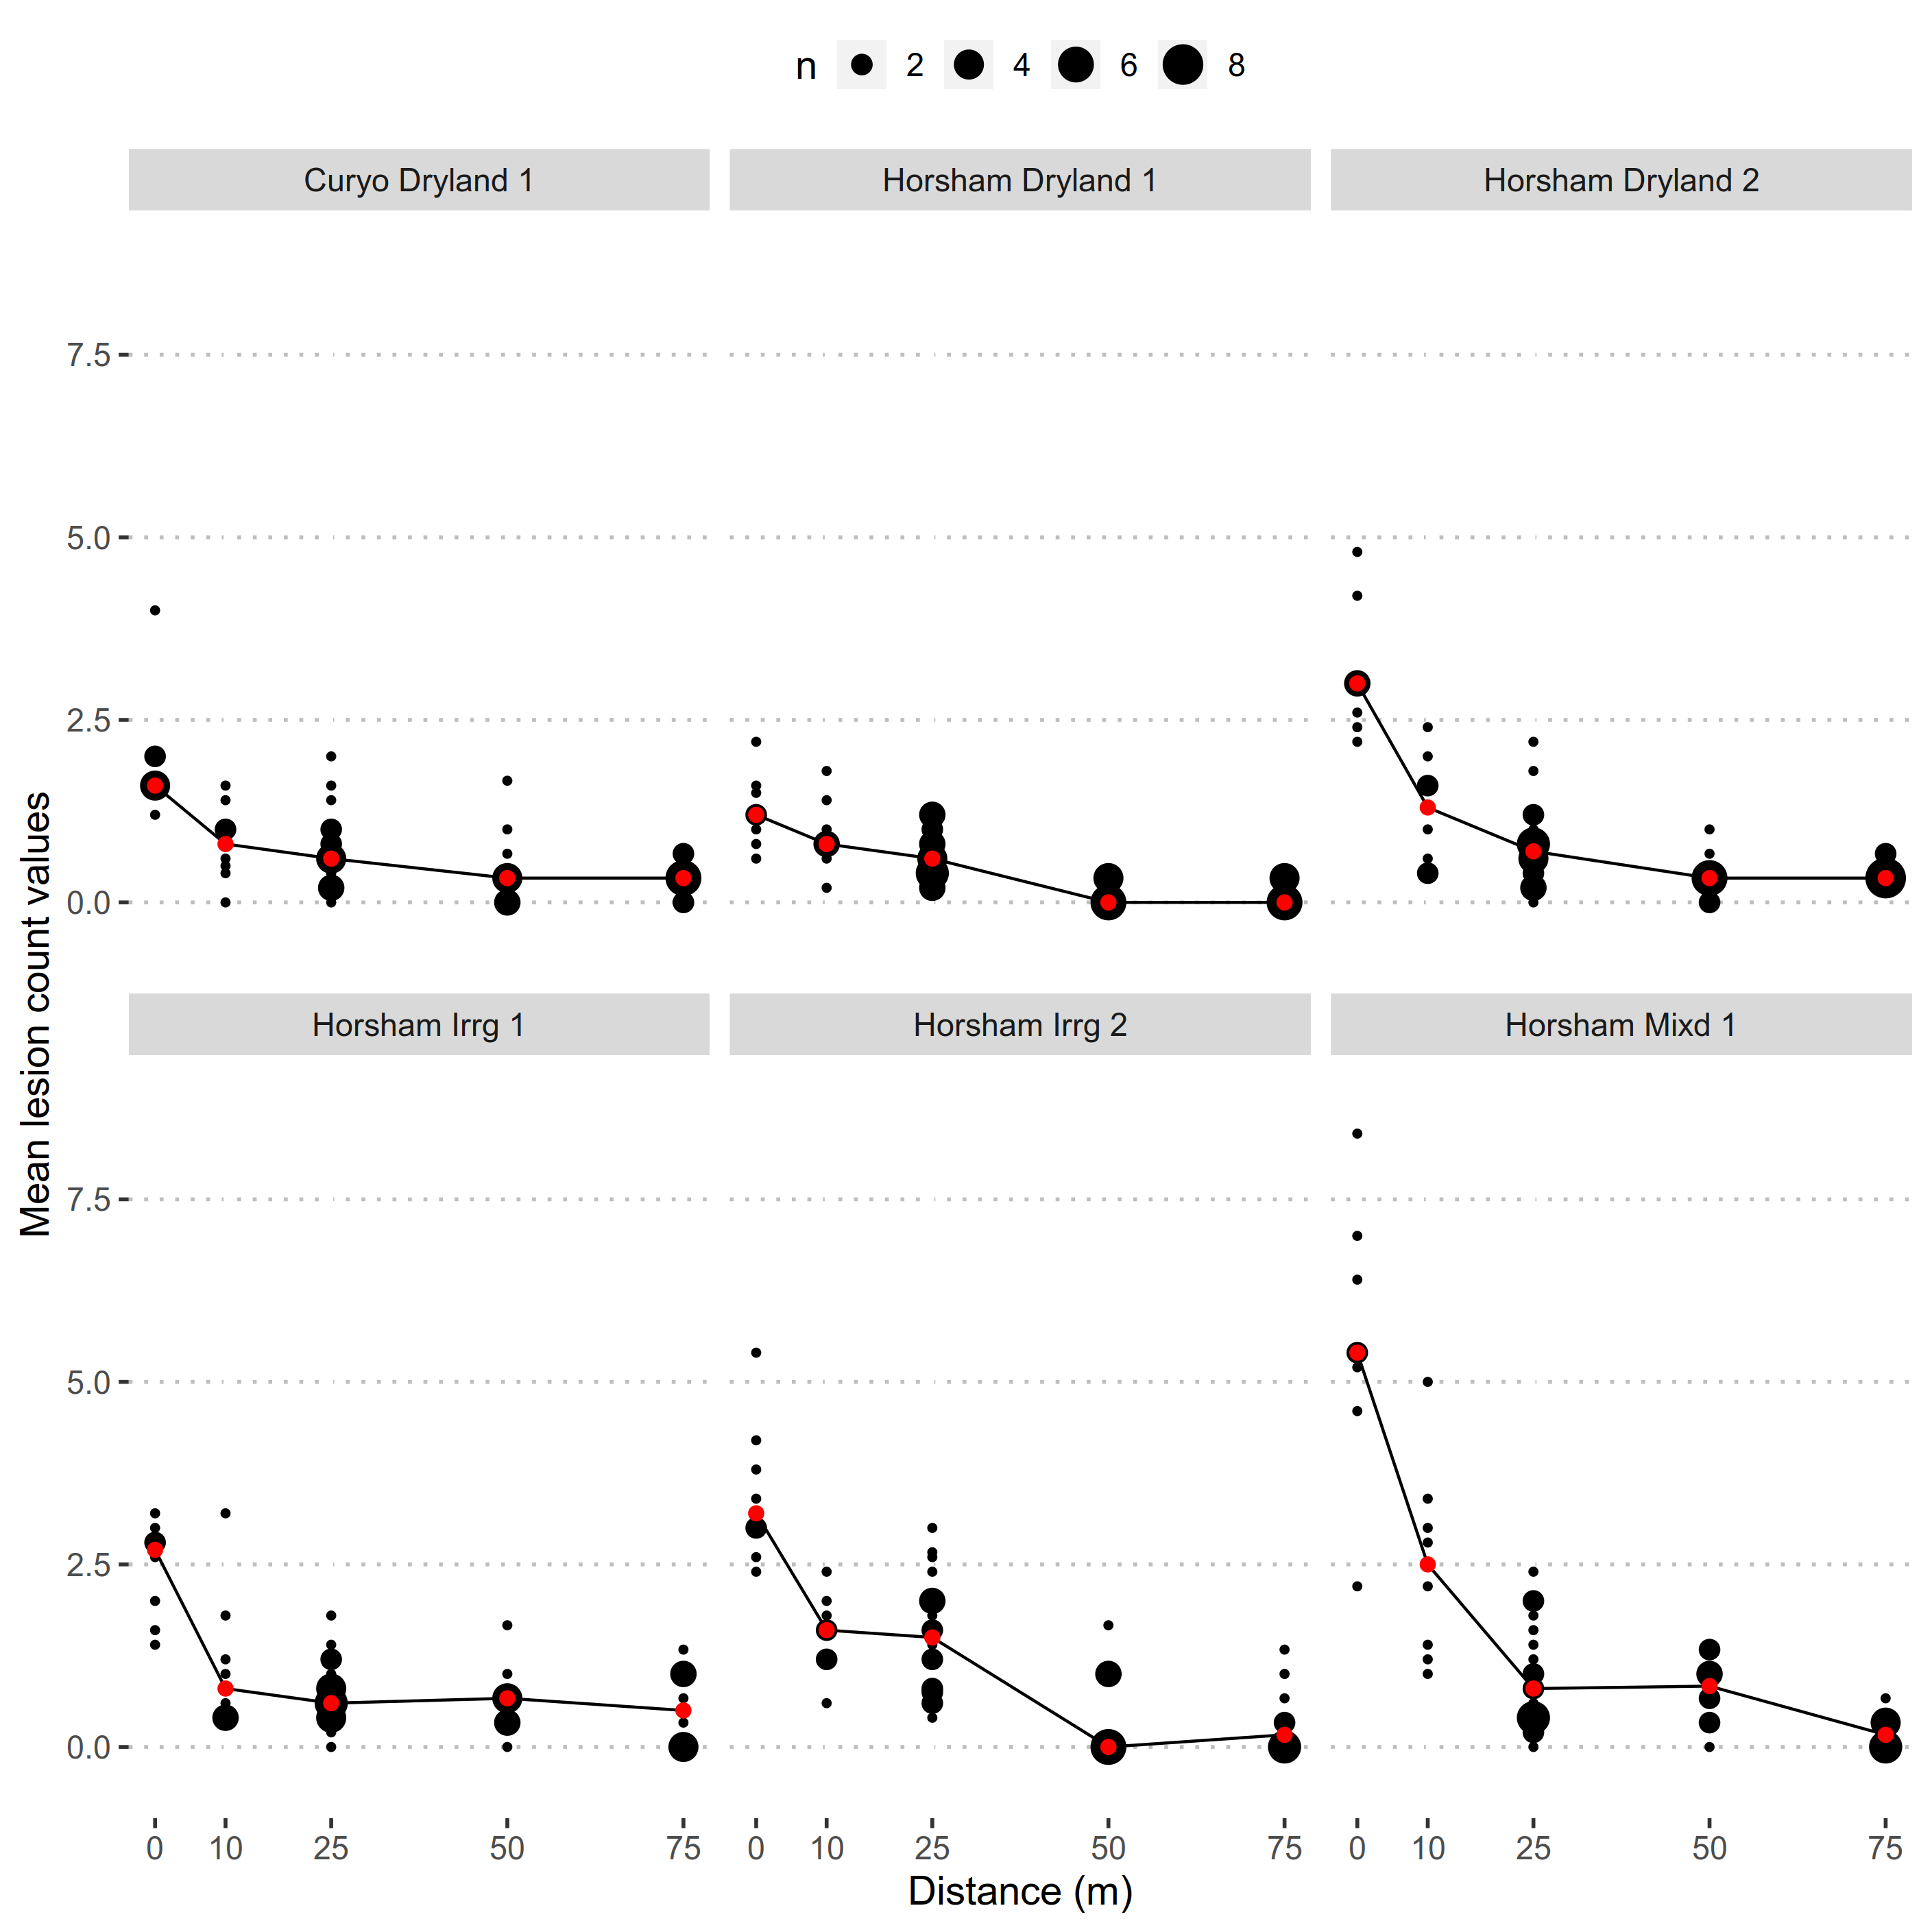 n 2 4 6 8
Curyo Dryland 1 Horsham Dryland 1 Horsham Dryland 2
7.5
5.0
2.5
0.0
Mean lesion count values
Horsham Irrg 1 Horsham Irrg 2 Horsham Mixd 1
7.5
5.0
2.5
0.0
0 10 25 50 75 0 10 25 50 75 0 10 25 50 75
Distance (m)